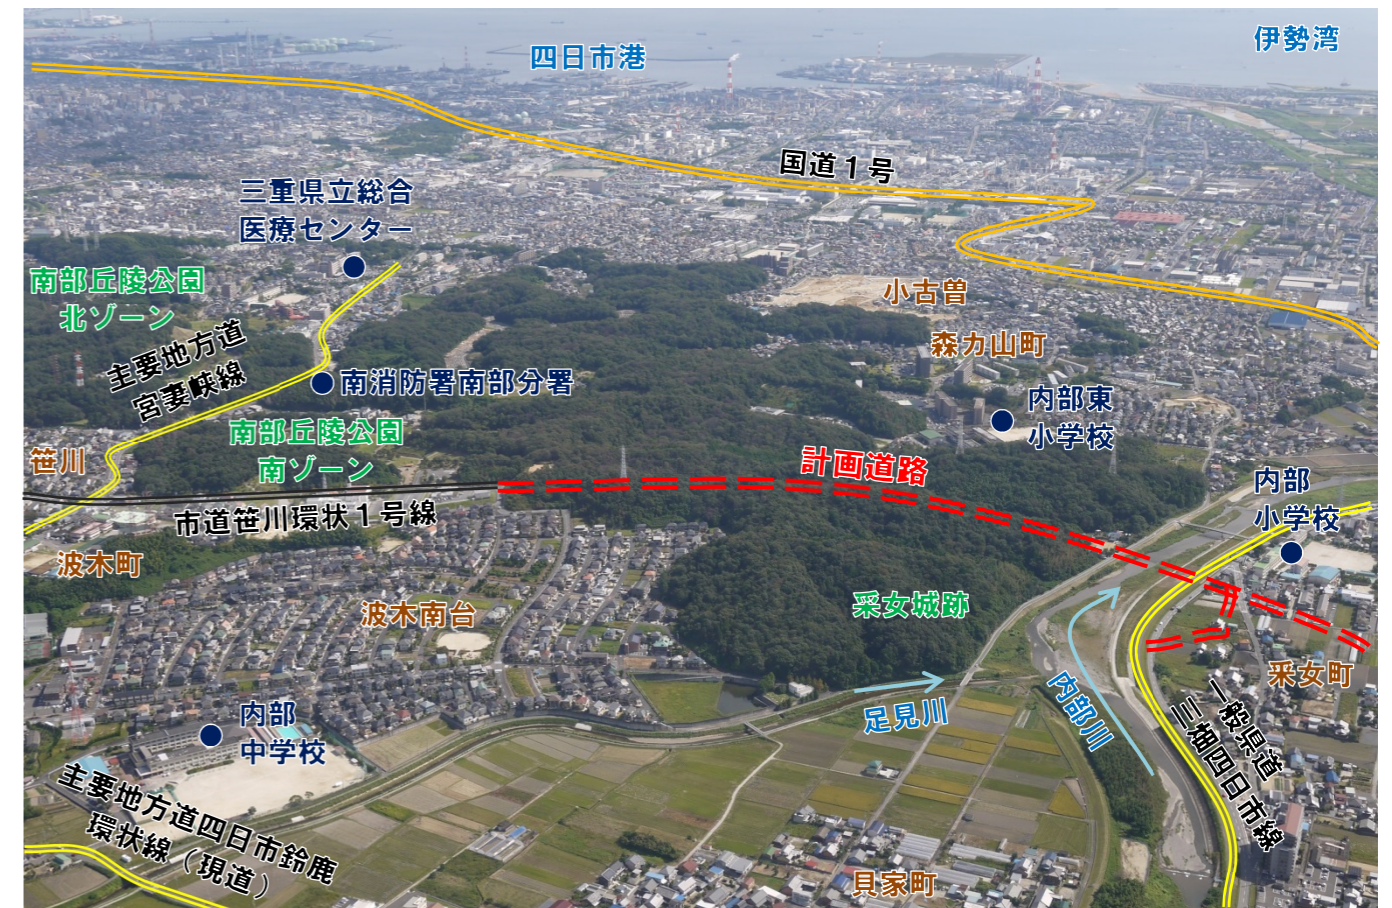 四日市港
伊勢湾
国道１号
三重県立総合
医療センター
南部丘陵公園
北ゾーン
小古曽
主要地方道
宮妻峡線
森カ山町
南消防署南部分署
内部東
小学校
南部丘陵公園
南ゾーン
笹川
計画道路
内部
小学校
市道笹川環状１号線
波木町
波木南台
采女城跡
采女町
内部川
足見川
一般県道
三畑四日市線
内部
中学校
主要地方道四日市鈴鹿
環状線（現道）
貝家町